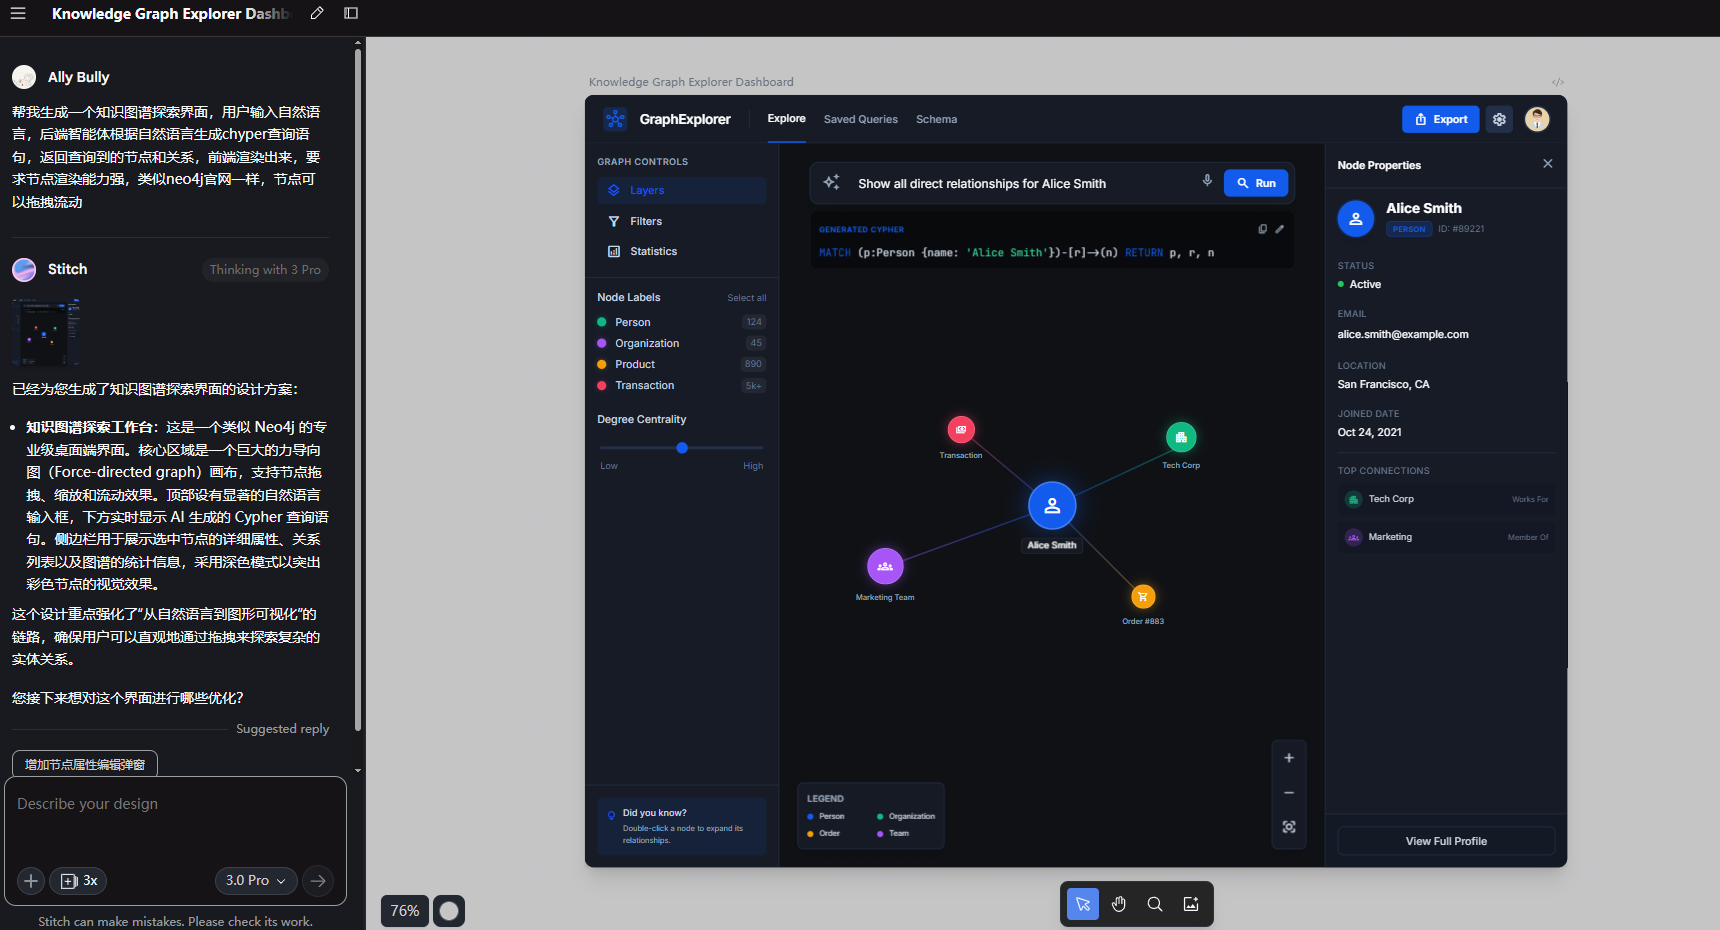 Knowledge Graph Explorer Dashb
Ally Bully
帮我生成一个知识图谱探索界面，用户输入自然语
言，后端智能体根据自然语言生成chyper查询语
句，返回查询到的节点和关系，前端渲染出来，要
求节点渲染能力强，类似neo4j官网一样，节点可
以拖拽流动
Stitch
Thinking with 3 Pro
已经为您生成了知识图谱探索界面的设计方案：
• 知识图谱探索工作台：这是一个类似 Neo4j 的专
业级桌面端界面。核心区域是一个巨大的力导向
图（Force-directed graph）画布，支持节点拖
拽、缩放和流动效果。顶部设有显著的自然语言
输入框，下方实时显示 AI 生成的 Cypher 查询语
句。侧边栏用于展示选中节点的详细属性、关系
列表以及图谱的统计信息，采用深色模式以突出
彩色节点的视觉效果。
这个设计重点强化了“从自然语言到图形可视化”的
链路，确保用户可以直观地通过拖拽来探索复杂的
实体关系。
您接下来想对这个界面进行哪些优化？
Suggested reply
增加节点属性编辑弹窗
Describe your design
3x
3.0 Pro
Stitch can make mistakes. Please check its work.
Knowledge Graph Explorer Dashboard
</>
GraphExplorer
Explore
Saved Queries
Schema
Export
GRAPH CONTROLS
Layers
Filters
Statistics
Node Labels
Select all
Person
124
Organization
45
Product
890
Transaction
5k+
Degree Centrality
Low
High
Did you know?
Double-click a node to expand its
relationships.
Show all direct relationships for Alice Smith
Run
GENERATED CYPHER
MATCH (p:Person {name: 'Alice Smith'})-[r]->(n) RETURN p, r, n
Transaction
Tech Corp
Alice Smith
Marketing Team
Order #883
LEGEND
Person
Organization
Order
Team
Node Properties
Alice Smith
PERSON
ID: #89221
STATUS
Active
EMAIL
alice.smith@example.com
LOCATION
San Francisco, CA
JOINED DATE
Oct 24, 2021
TOP CONNECTIONS
Tech Corp
Works For
Marketing
Member Of
View Full Profile
76%